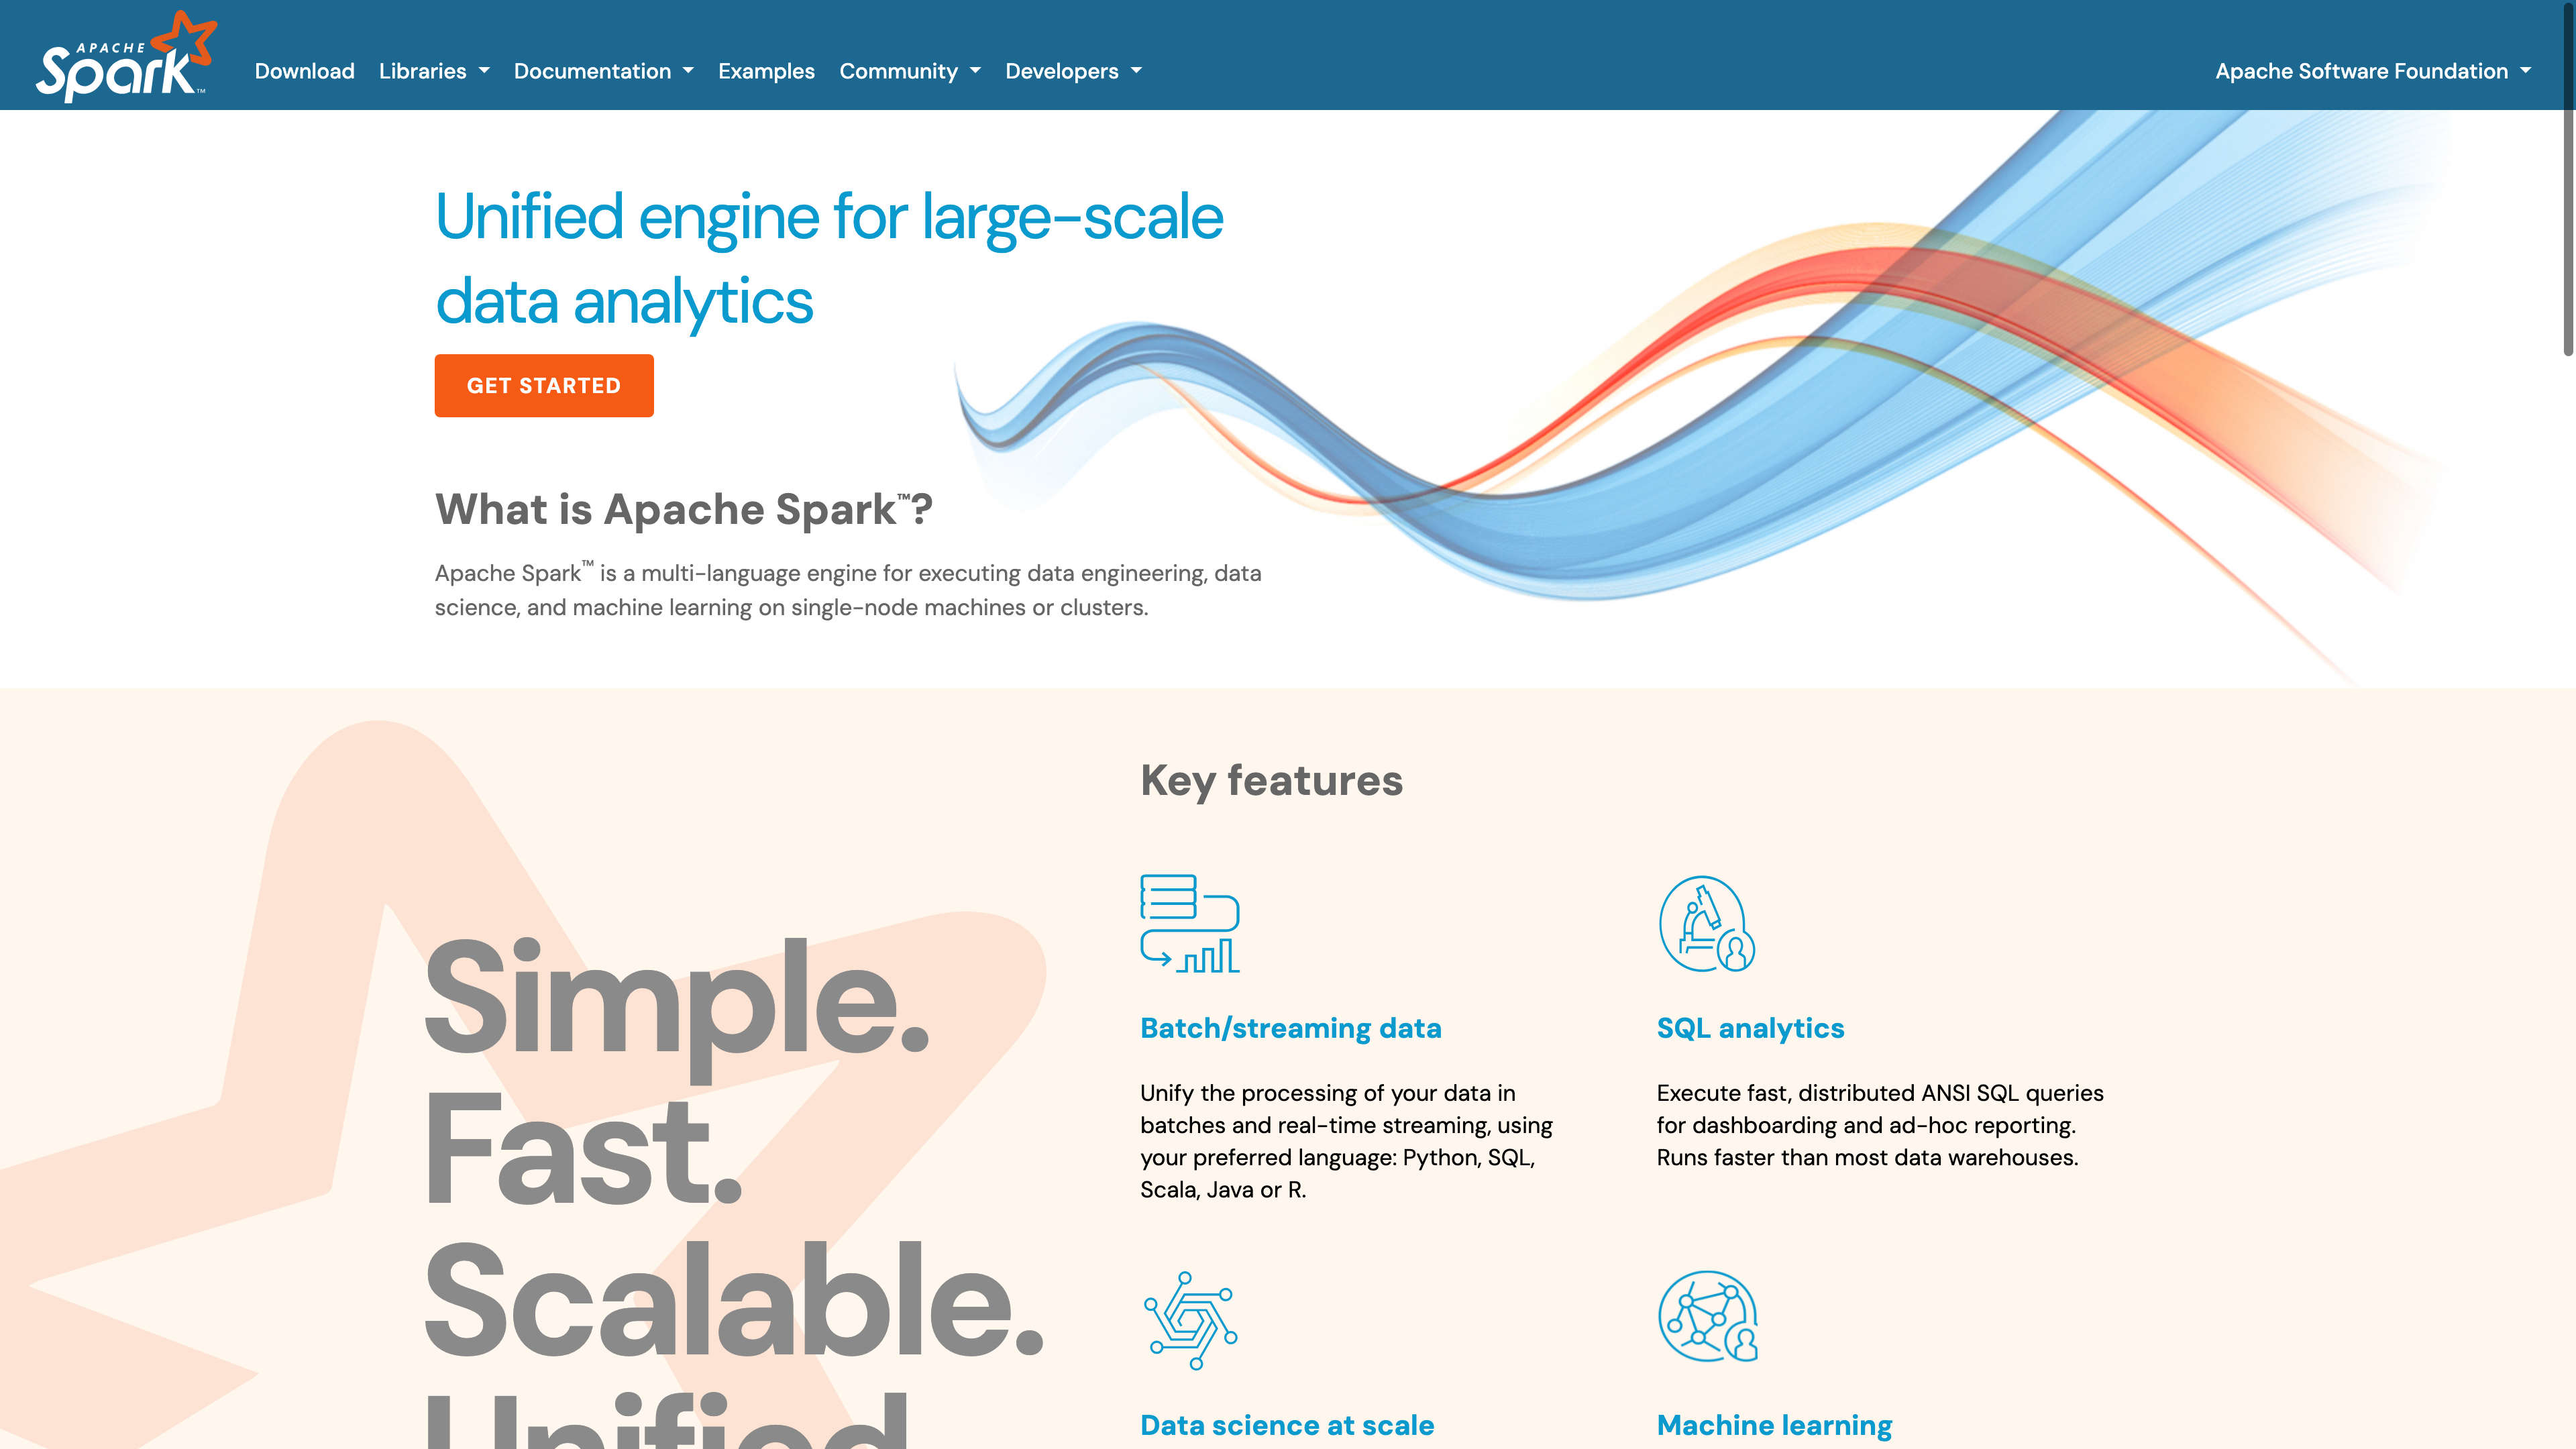 APACHE
Spark™
Download
Libraries
Documentation
Examples
Community
Developers
Apache Software Foundation
Unified engine for large-scale
data analytics
GET STARTED
What is Apache Spark™?
Apache Spark™ is a multi-language engine for executing data engineering, data
science, and machine learning on single-node machines or clusters.
Simple.
Fast.
Scalable.
Unified
Key features
Batch/streaming data
Unify the processing of your data in
batches and real-time streaming, using
your preferred language: Python, SQL,
Scala, Java or R.
SQL analytics
Execute fast, distributed ANSI SQL queries
for dashboarding and ad-hoc reporting.
Runs faster than most data warehouses.
Data science at scale
Machine learning